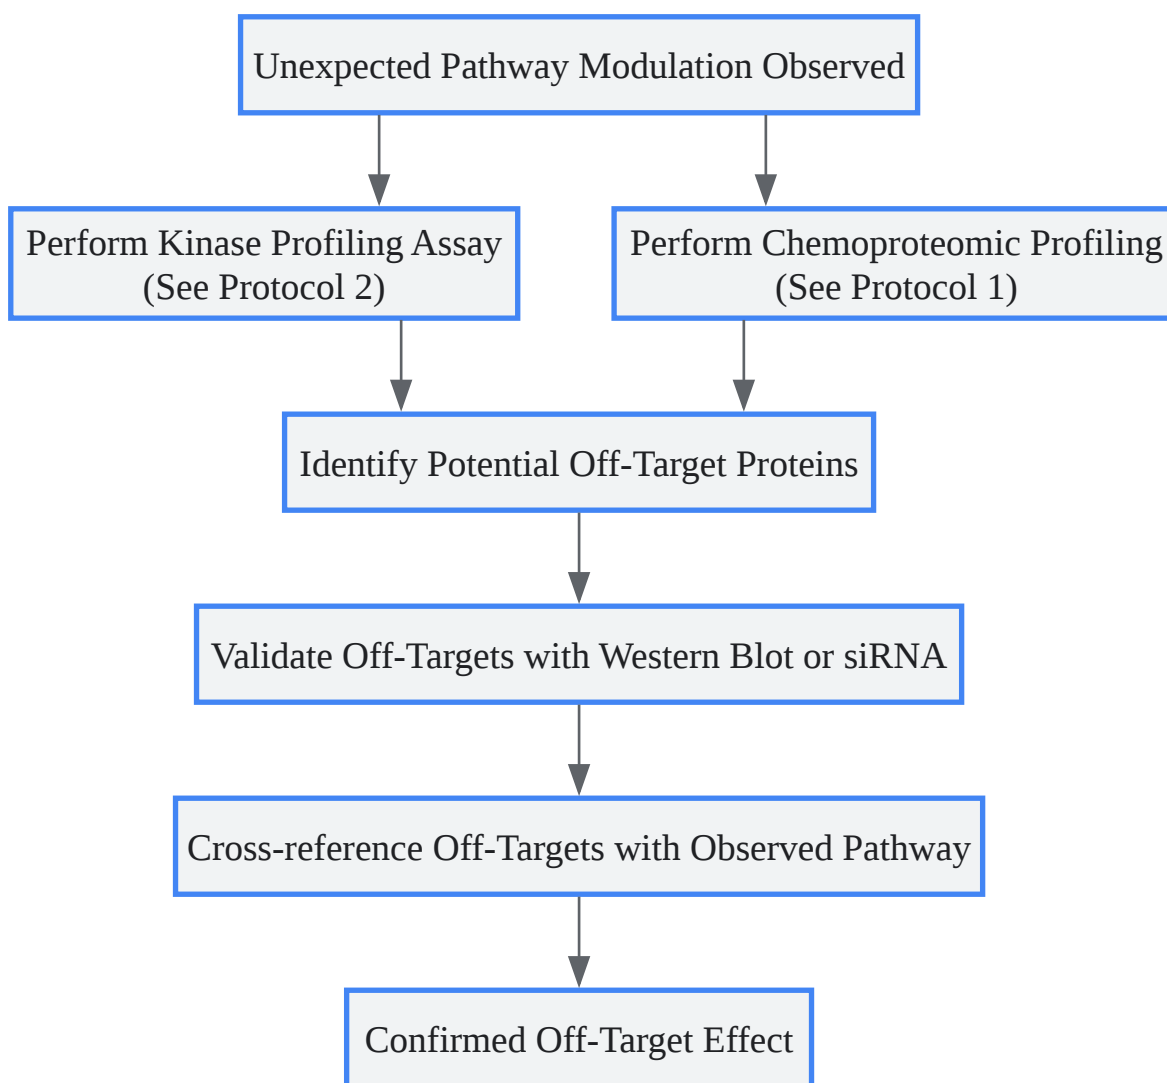 Unexpected Pathway Modulation Observed
Perform Kinase Profiling Assay
(See Protocol 2)
Perform Chemoproteomic Profiling
(See Protocol 1)
Identify Potential Off-Target Proteins
Validate Off-Targets with Western Blot or siRNA
Cross-reference Off-Targets with Observed Pathway
Confirmed Off-Target Effect